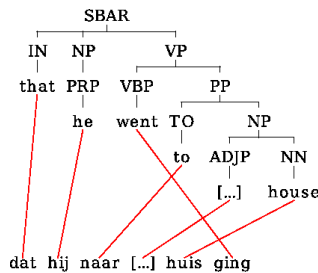 SBAR
IN NP VP
that PRP VBP PP
he went TO NP
to ADJP NN
[...] house
dat hij naar [...] huis ging